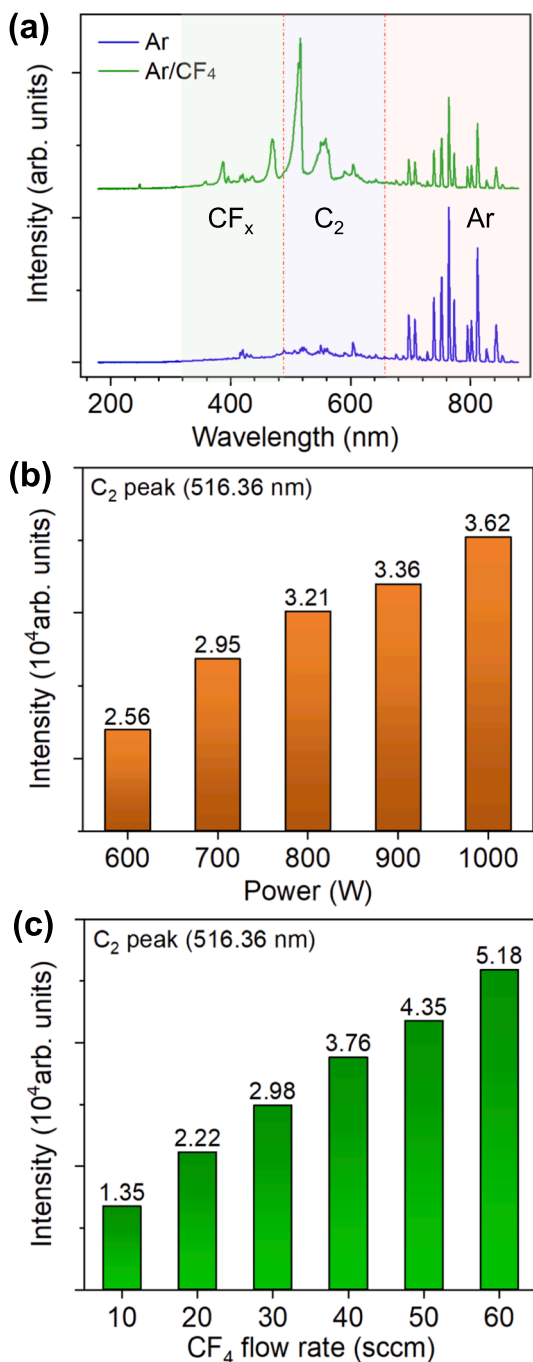 (a)
Ar
Ar/CF₄
CFₓ
C₂
Ar
Intensity (arb. units)
200 400 600 800
Wavelength (nm)
(b)
C₂ peak (516.36 nm)
2.56
2.95
3.21
3.36
3.62
Intensity (10⁴arb. units)
600 700 800 900 1000
Power (W)
(c)
C₂ peak (516.36 nm)
1.35
2.22
2.98
3.76
4.35
5.18
Intensity (10⁴arb. units)
10 20 30 40 50 60
CF₄ flow rate (sccm)